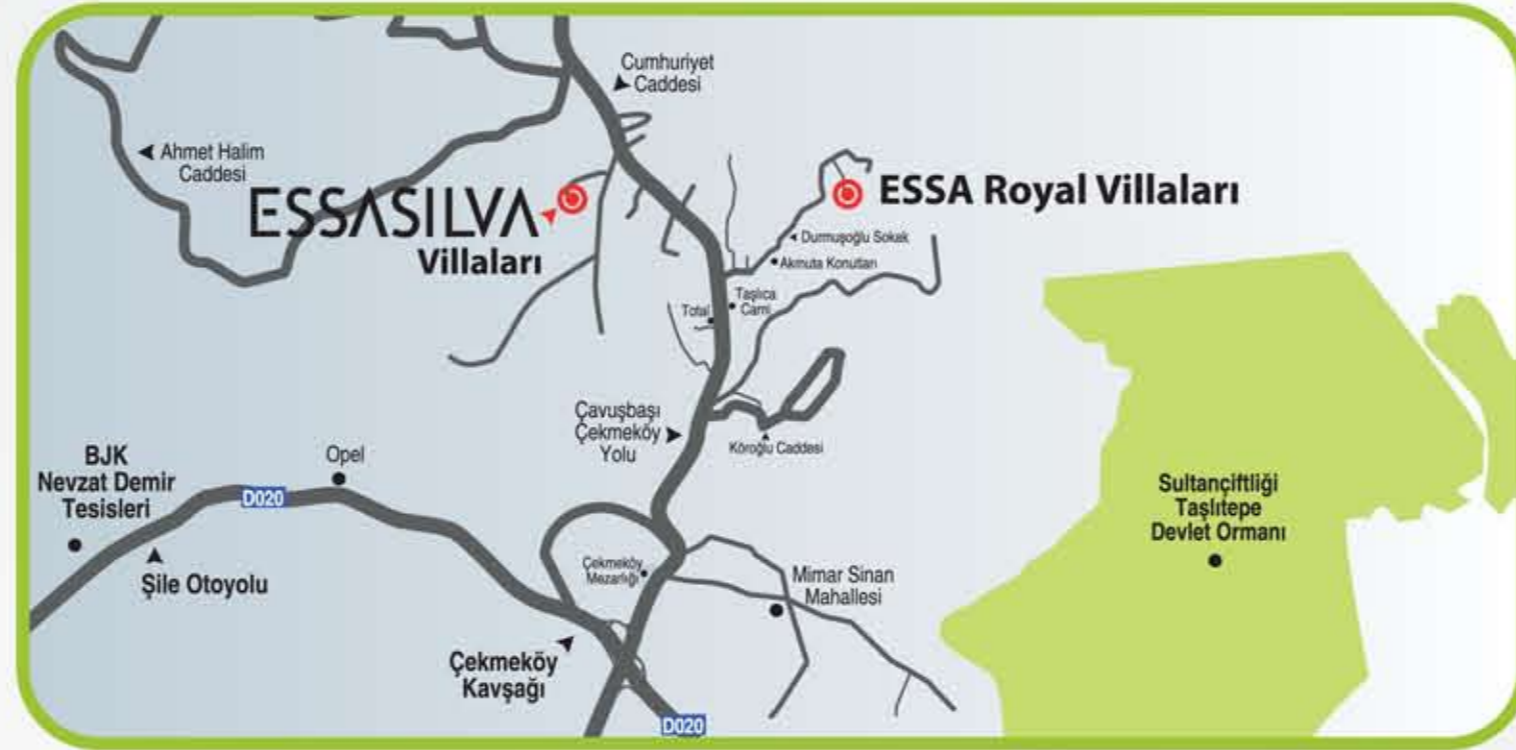 Cumhuriyet
Caddesi
Ahmet Halim
Caddesi
ESSASILVA
Villaları
ESSA Royal Villaları
Durmuşoğlu Sokak
Akmuta Konutları
Total
Taşlıca
Cami
Çavuşbaşı
Çekmeköy
Yolu
Köroğlu Caddesi
BJK
Nevzat Demir
Tesisleri
Opel
D020
Şile Otoyolu
Sultançiftliği
Taşlıtepe
Devlet Ormanı
Çekmeköy
Mezarlığı
Mimar Sinan
Mahallesi
Çekmeköy
Kavşağı
D020